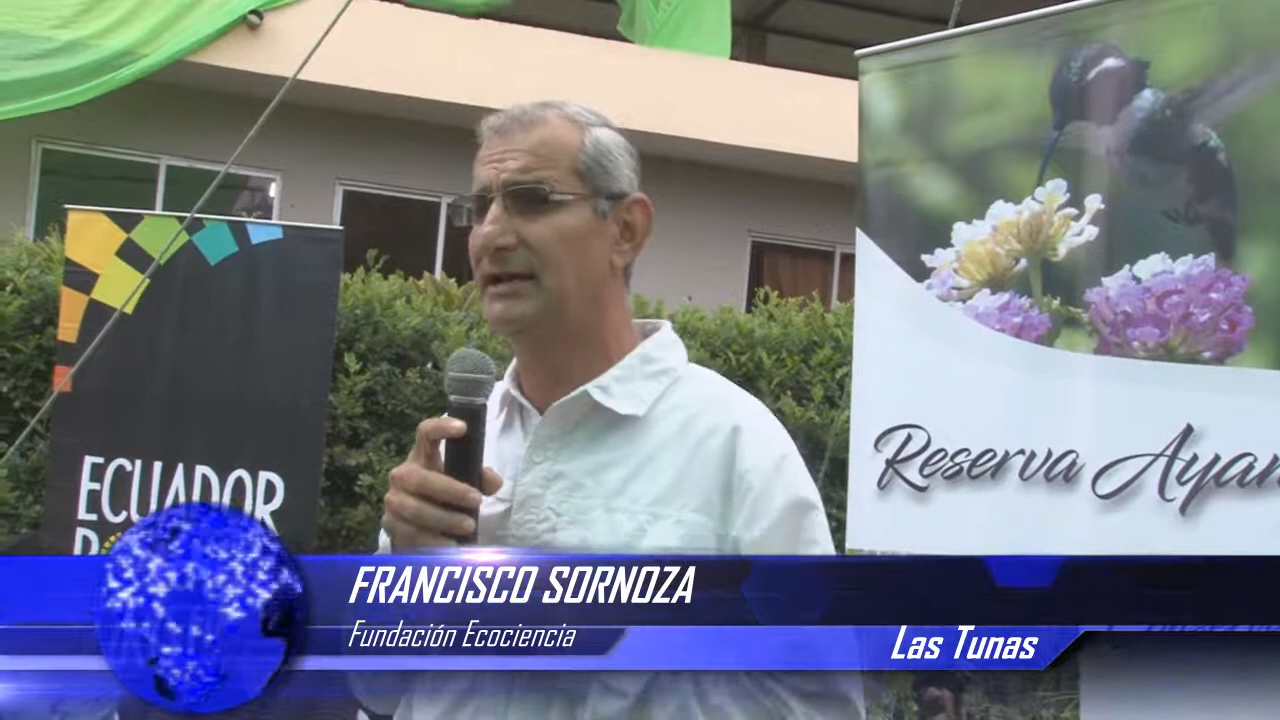 ECUADOR
Reserva Ayan
FRANCISCO SORNOZA
Fundación Ecociencia
Las Tunas